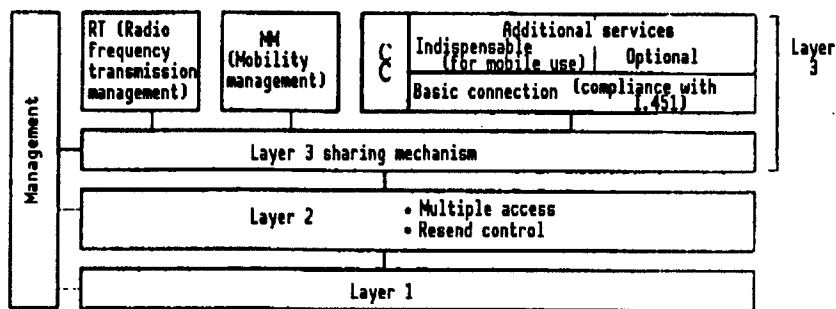 Management
RT (Radio
frequency
transmission
management)
MM
(Mobility
management)
CC
Additional services
Indispensable
(for mobile use)
Optional
Basic connection (compliance with
I.451)
Layer
3
Layer 3 sharing mechanism
Layer 2
• Multiple access
• Resend control
Layer 1